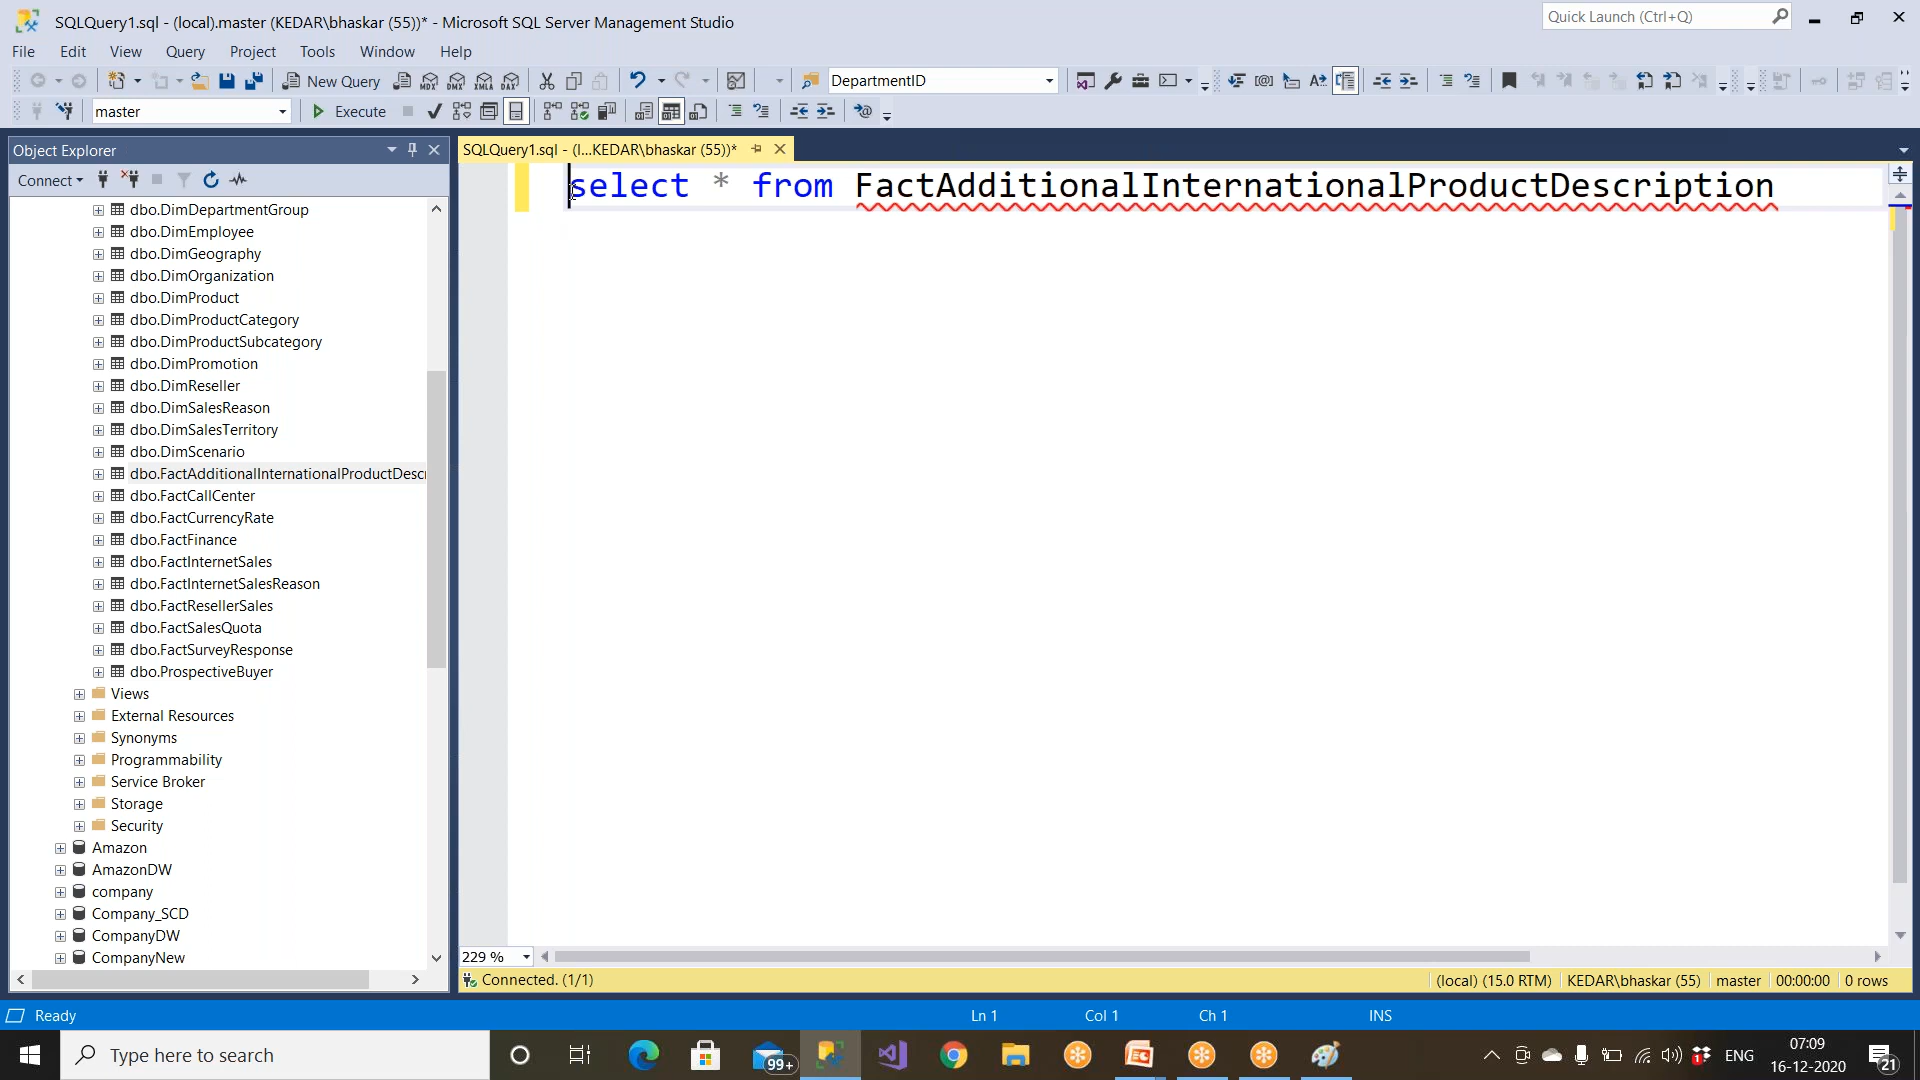 SQLQuery1.sql - (local).master (KEDAR\bhaskar (55))* - Microsoft SQL Server Management Studio
Quick Launch (Ctrl+Q)
File Edit View Query Project Tools Window Help
New Query MDX DMX XMLA DAX DepartmentID
master Execute
Object Explorer
SQLQuery1.sql - (l...KEDAR\bhaskar (55))*
Connect
select * from FactAdditionalInternationalProductDescription
dbo.DimDepartmentGroup
dbo.DimEmployee
dbo.DimGeography
dbo.DimOrganization
dbo.DimProduct
dbo.DimProductCategory
dbo.DimProductSubcategory
dbo.DimPromotion
dbo.DimReseller
dbo.DimSalesReason
dbo.DimSalesTerritory
dbo.DimScenario
dbo.FactAdditionalInternationalProductDescr
dbo.FactCallCenter
dbo.FactCurrencyRate
dbo.FactFinance
dbo.FactInternetSales
dbo.FactInternetSalesReason
dbo.FactResellerSales
dbo.FactSalesQuota
dbo.FactSurveyResponse
dbo.ProspectiveBuyer
Views
External Resources
Synonyms
Programmability
Service Broker
Storage
Security
Amazon
AmazonDW
company
Company_SCD
CompanyDW
CompanyNew
229 %
Connected. (1/1)
(local) (15.0 RTM) KEDAR\bhaskar (55) master 00:00:00 0 rows
Ready Ln 1 Col 1 Ch 1 INS
Type here to search
99+
1
ENG
07:09
16-12-2020
21